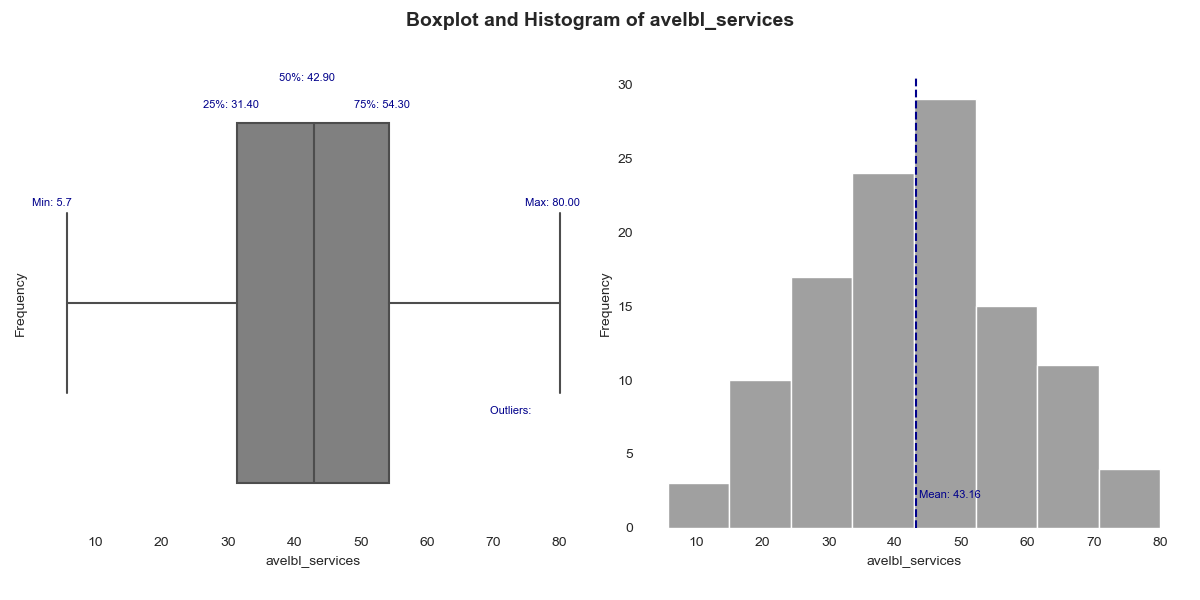 Boxplot and Histogram of avelbl_services
50%: 42.90
25%: 31.40
75%: 54.30
Min: 5.7
Max: 80.00
Frequency
Outliers:
10 20 30 40 50 60 70 80
avelbl_services
30
25
20
15
10
5
0
Frequency
Mean: 43.16
10 20 30 40 50 60 70 80
avelbl_services